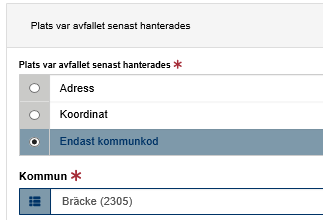 Plats var avfallet senast hanterades
Plats var avfallet senast hanterades *
Adress
Koordinat
Endast kommunkod
Kommun *
Bräcke (2305)